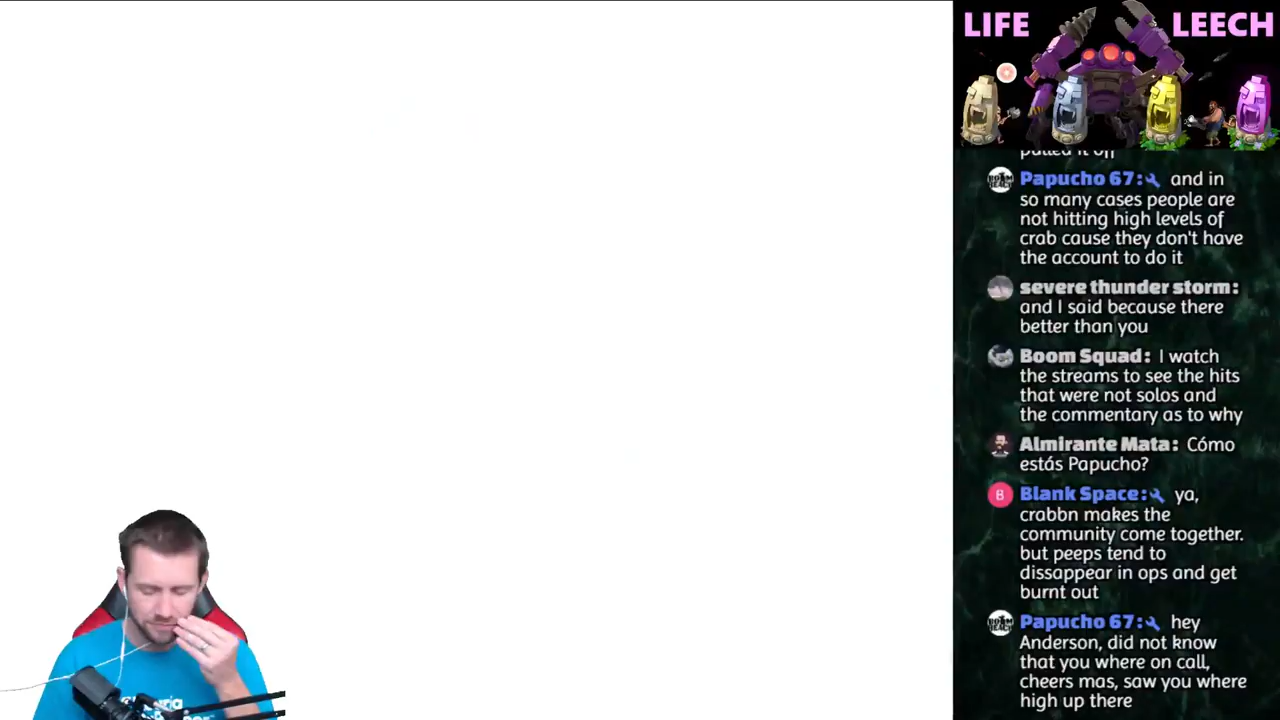 LIFE LEECH
pulled it off
Papucho 67: and in
so many cases people are
not hitting high levels of
crab cause they don't have
the account to do it
severe thunder storm:
and I said because there
better than you
Boom Squad: I watch
the streams to see the hits
that were not solos and
the commentary as to why
Almirante Mata: Cómo
estás Papucho?
B Blank Space: ya,
crabbn makes the
community come together.
but peeps tend to
dissappear in ops and get
burnt out
Papucho 67: hey
Anderson, did not know
that you where on call,
cheers mas, saw you where
high up there